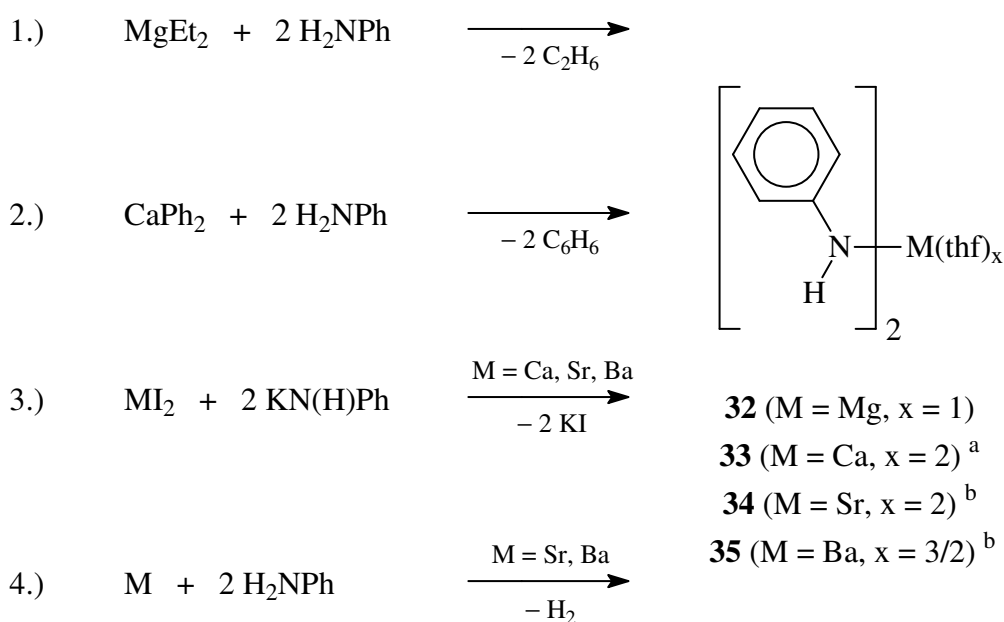 1.) MgEt₂ + 2 H₂NPh
– 2 C₂H₆
2.) CaPh₂ + 2 H₂NPh
– 2 C₆H₆
N
H
2
M(thf)ₓ
3.) MI₂ + 2 KN(H)Ph
M = Ca, Sr, Ba
– 2 KI
4.) M + 2 H₂NPh
M = Sr, Ba
– H₂
32 (M = Mg, x = 1)
33 (M = Ca, x = 2) ᵃ
34 (M = Sr, x = 2) ᵇ
35 (M = Ba, x = 3/2) ᵇ